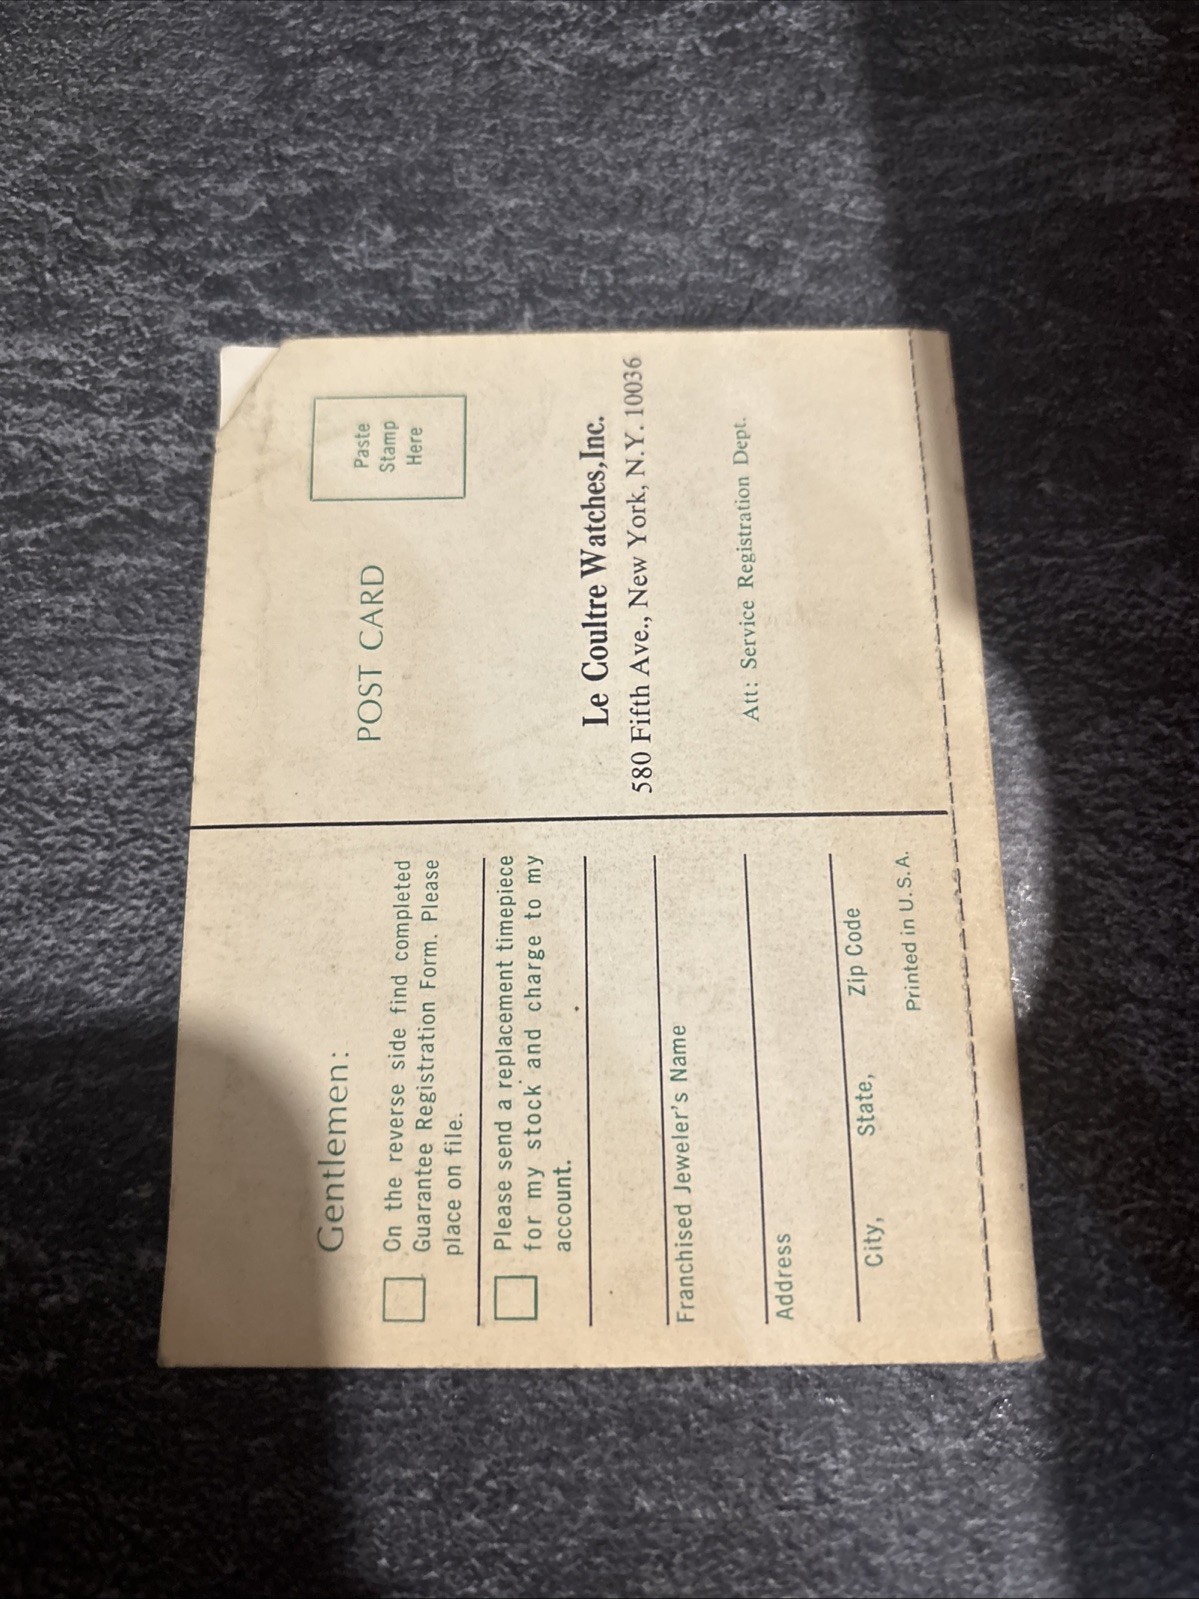 Gentlemen:
On the reverse side find completed
Guarantee Registration Form. Please
place on file.
Please send a replacement timepiece
for my stock and charge to my
account.
Franchised Jeweler's Name
Address
City, State, Zip Code
Printed in U.S.A.
POST CARD
Paste
Stamp
Here
Le Coultre Watches,Inc.
580 Fifth Ave., New York, N.Y. 10036
Att: Service Registration Dept.